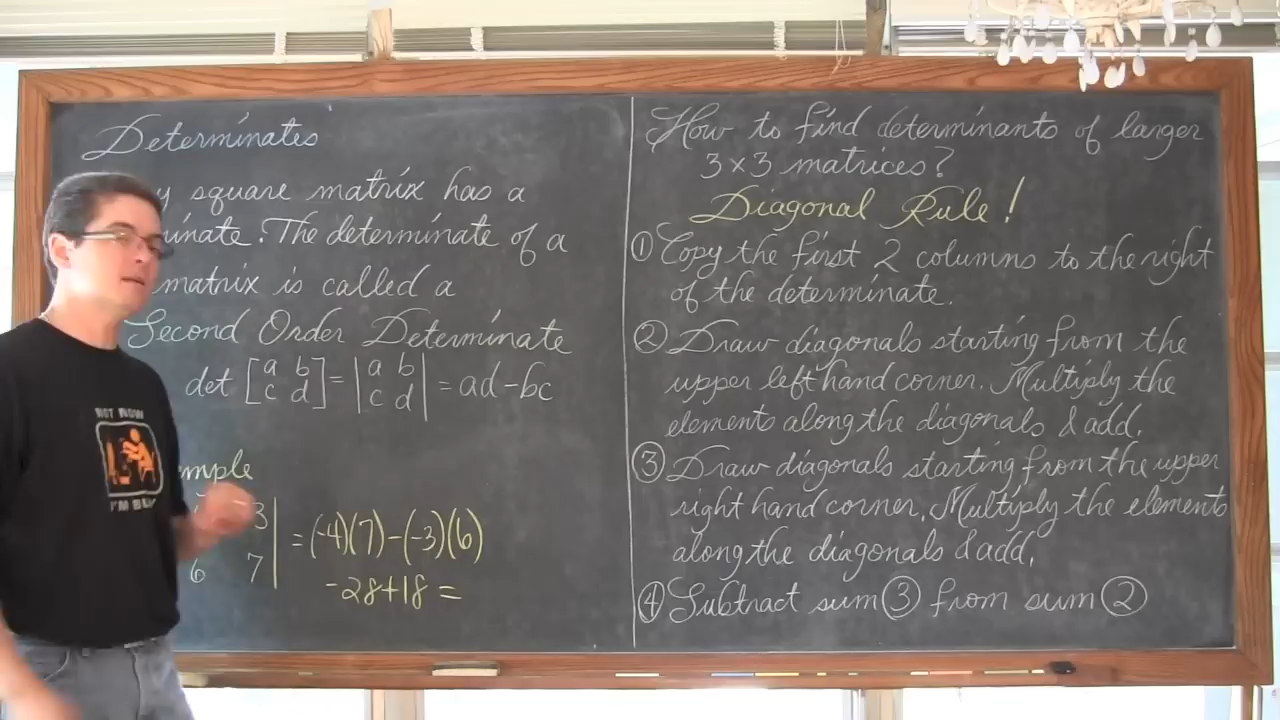 Determinates
square matrix has a
The determinate of a
matrix is called a
Second Order Determinate
det [a b c d] = |a b c d| = ad - bc
6 7
= (-4)(7) - (-3)(6)
-28 + 18 =
How to find determinants of larger
3×3 matrices?
Diagonal Rule!
① Copy the first 2 columns to the right
of the determinate.
② Draw diagonals starting from the
upper left hand corner. Multiply the
elements along the diagonals & add.
③ Draw diagonals starting from the upper
right hand corner. Multiply the elements
along the diagonals & add.
④ Subtract sum ③ from sum ②
NOT NOW